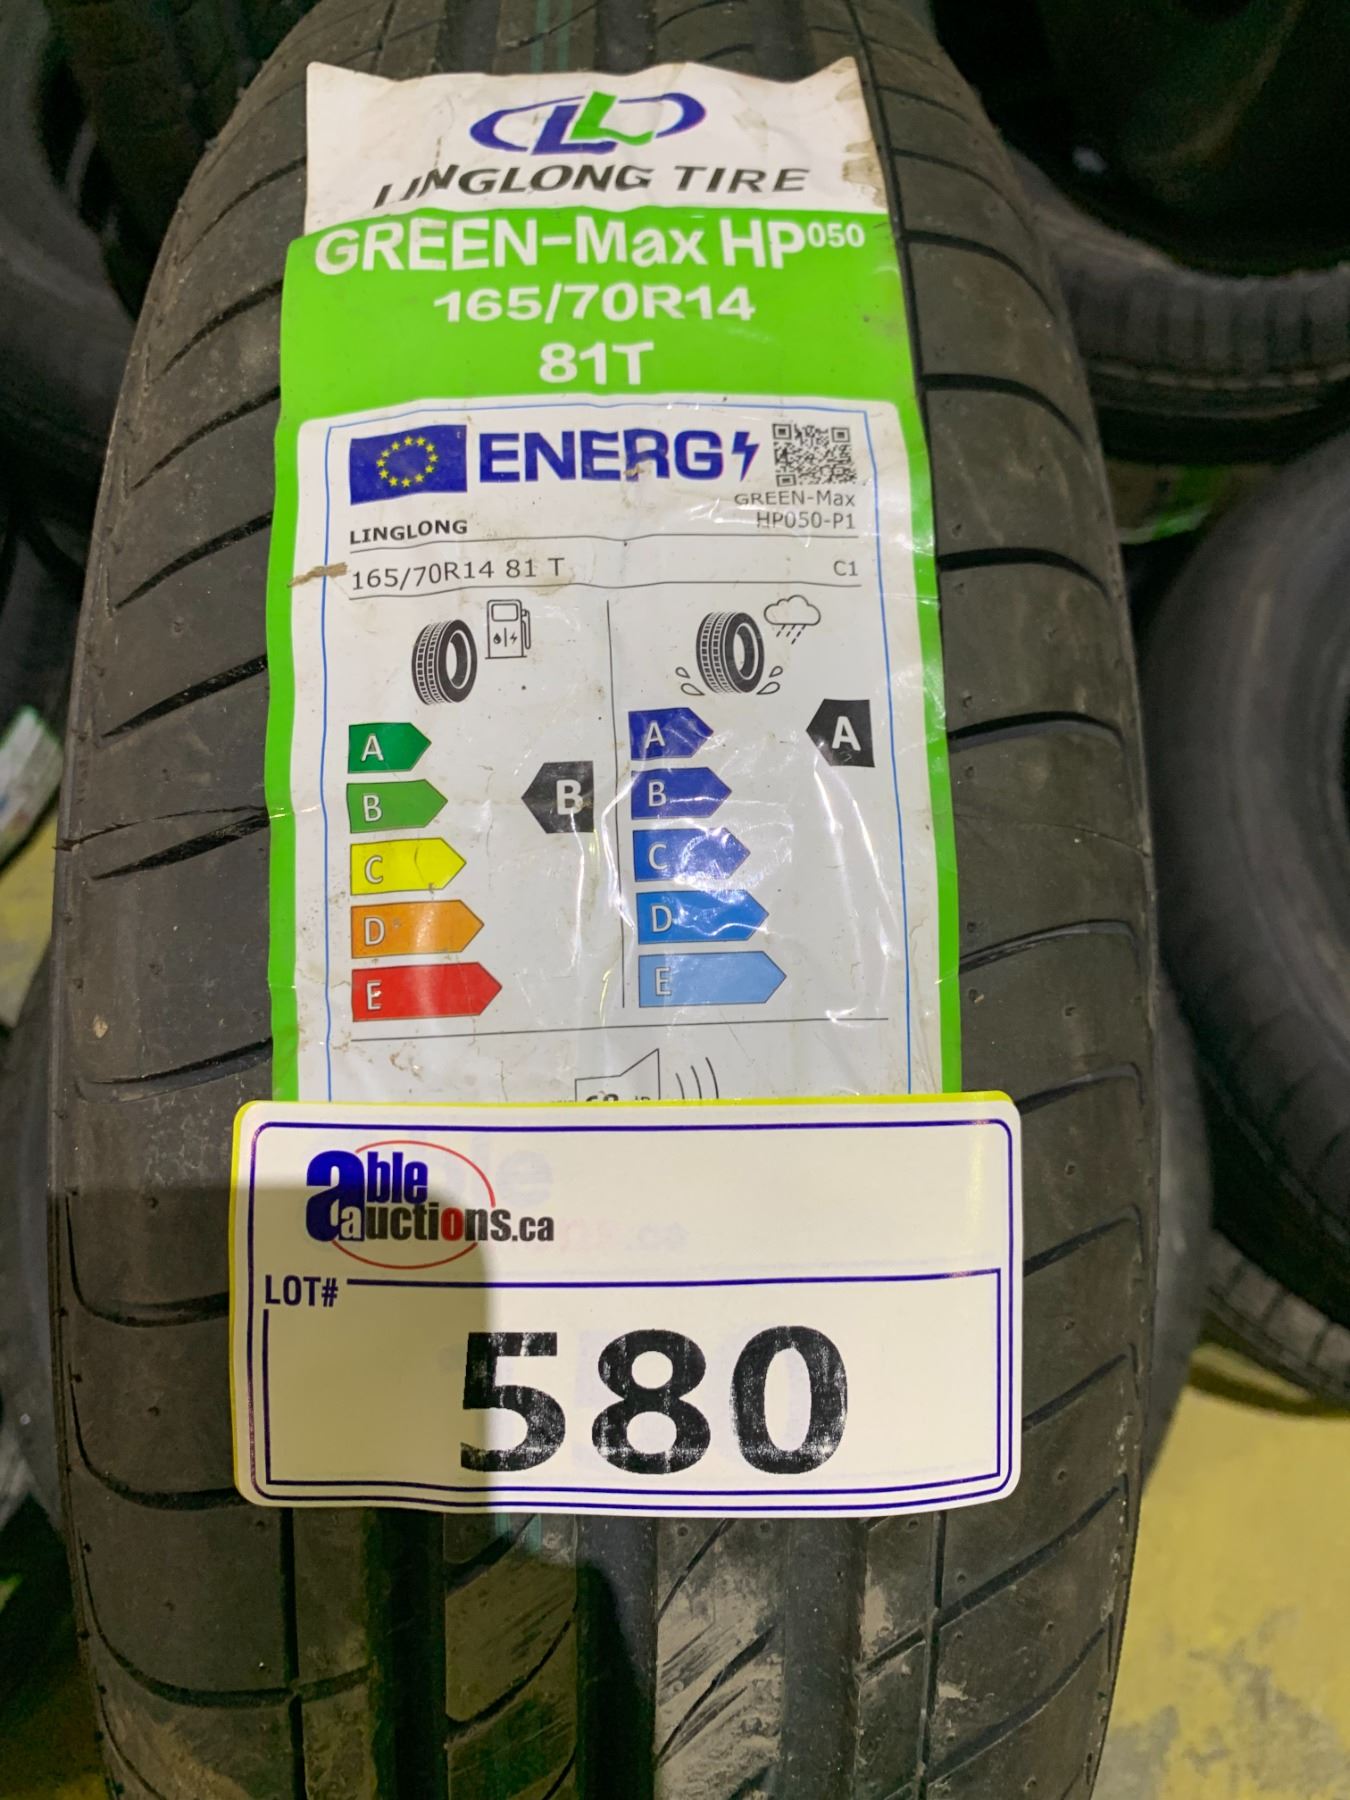 LINGLONG TIRE
GREEN-Max HP050
165/70R14
81T
ENERG
GREEN-Max
HP050-P1
LINGLONG
165/70R14 81 T
C1
A
A
A
B
B
B
C
C
D
D
E
E
able
auctions.ca
LOT#
580